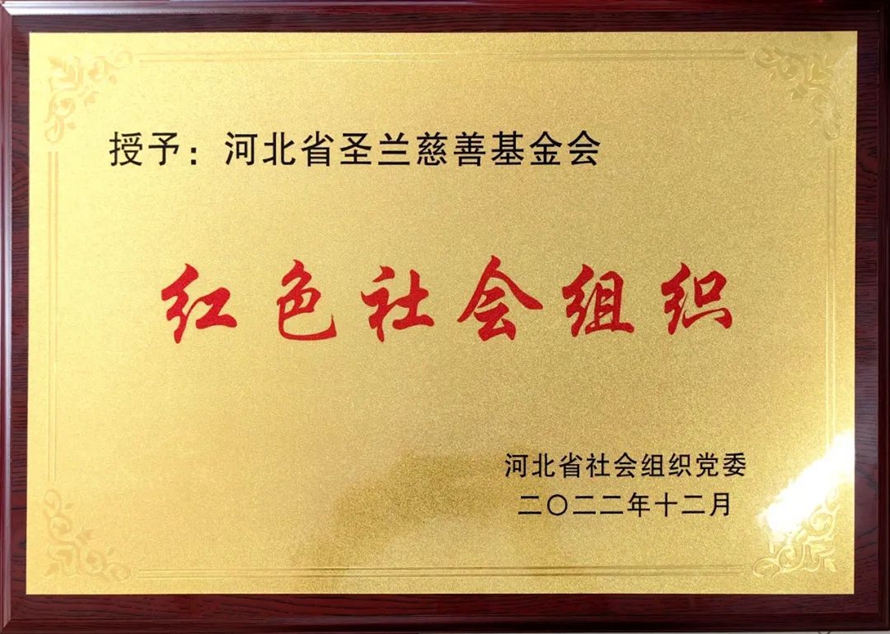 授予：河北省圣兰慈善基金会
红色社会组织
河北省社会组织党委
二〇二二年十二月